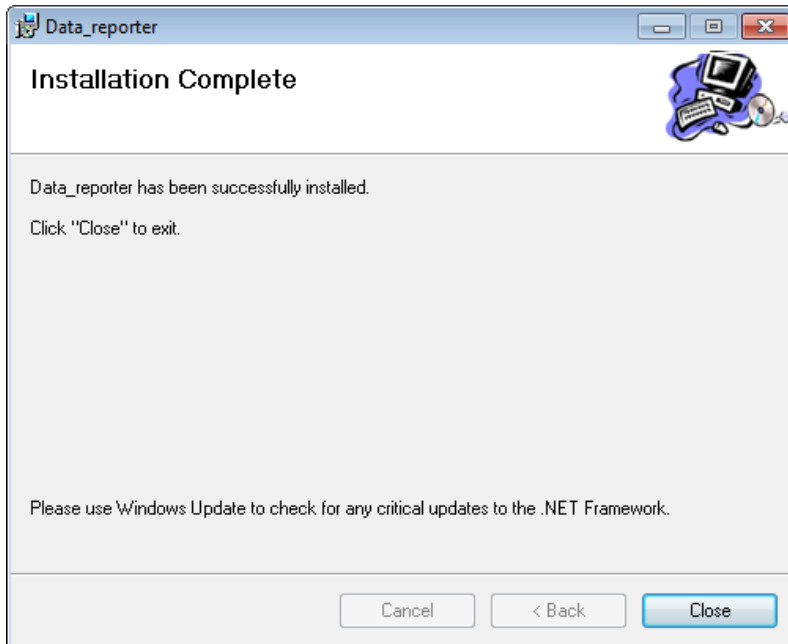 Data_reporter
Installation Complete
Data_reporter has been successfully installed.
Click "Close" to exit.
Please use Windows Update to check for any critical updates to the .NET Framework.
Cancel
< Back
Close